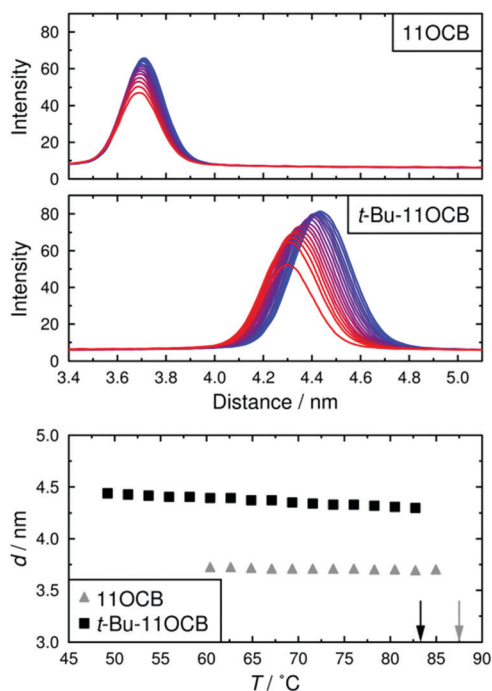 11OCB
Intensity
80
60
40
20
0
t-Bu-11OCB
Intensity
80
60
40
20
0
3.4 3.6 3.8 4.0 4.2 4.4 4.6 4.8 5.0
Distance / nm
5.0
4.5
4.0
3.5
3.0
d / nm
11OCB
t-Bu-11OCB
45 50 55 60 65 70 75 80 85 90
T / ˚C